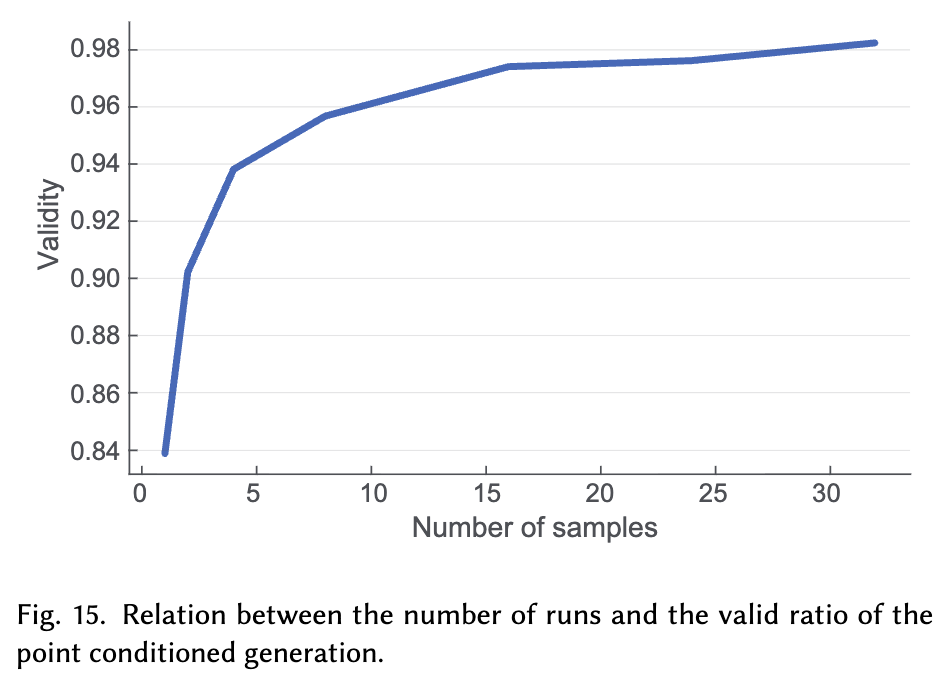 0.98
0.96
0.94
0.92
0.90
0.88
0.86
0.84
Validity
0 5 10 15 20 25 30
Number of samples
Fig. 15. Relation between the number of runs and the valid ratio of the
point conditioned generation.